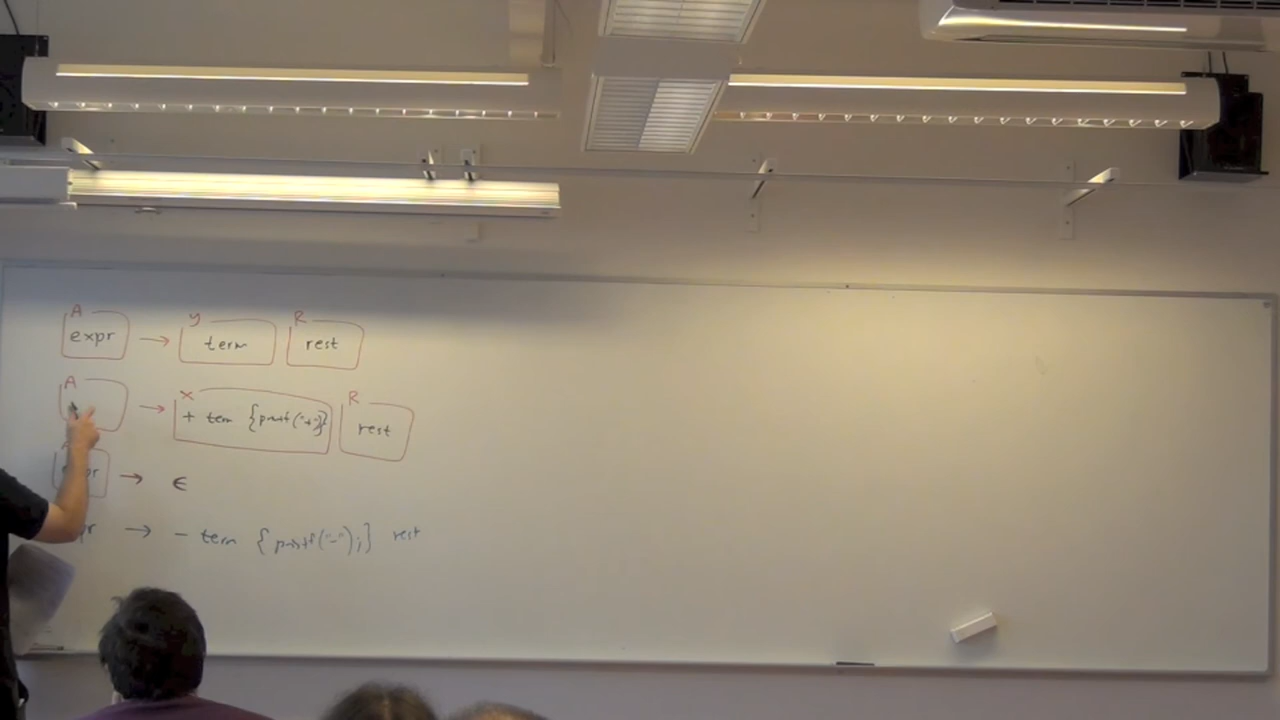 A y R
expr → term rest
A x R
→ + term {printf("+")} rest
→ ϵ
→ - term {printf("-");} rest